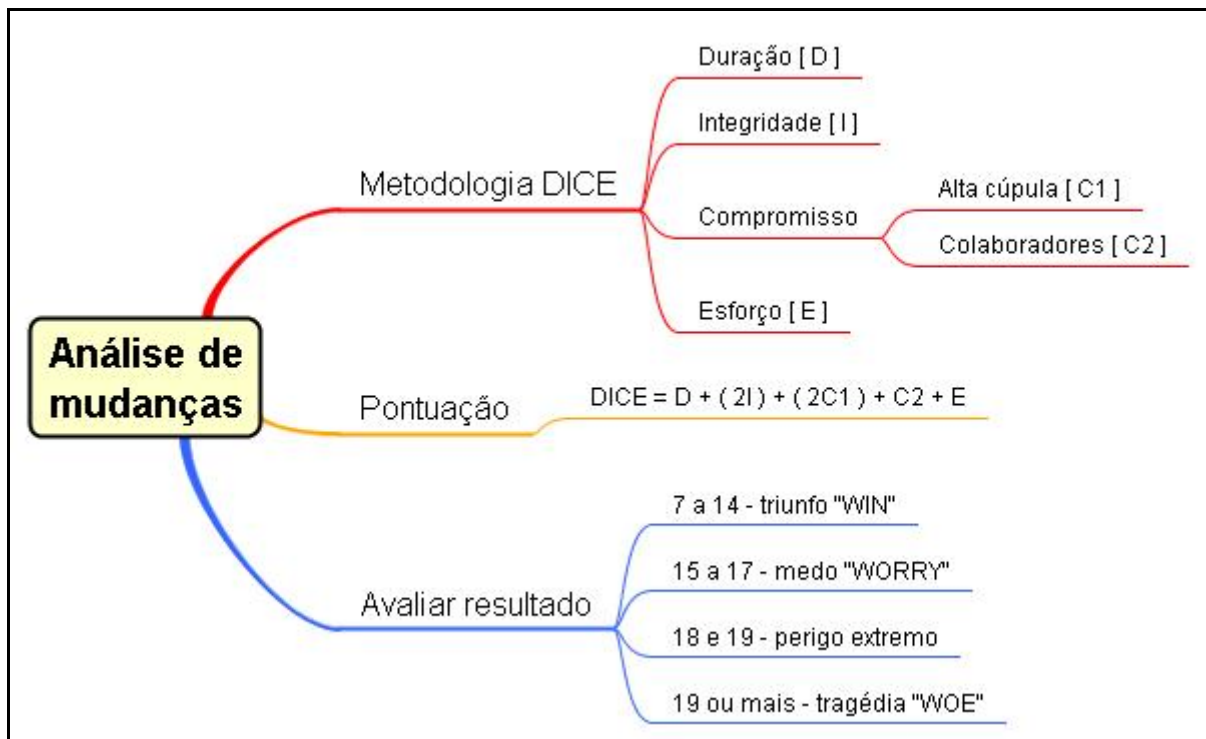 Análise de
mudanças
Metodologia DICE
Duração [ D ]
Integridade [ I ]
Compromisso
Alta cúpula [ C1 ]
Colaboradores [ C2 ]
Esforço [ E ]
Pontuação
DICE = D + ( 2I ) + ( 2C1 ) + C2 + E
Avaliar resultado
7 a 14 - triunfo "WIN"
15 a 17 - medo "WORRY"
18 e 19 - perigo extremo
19 ou mais - tragédia "WOE"